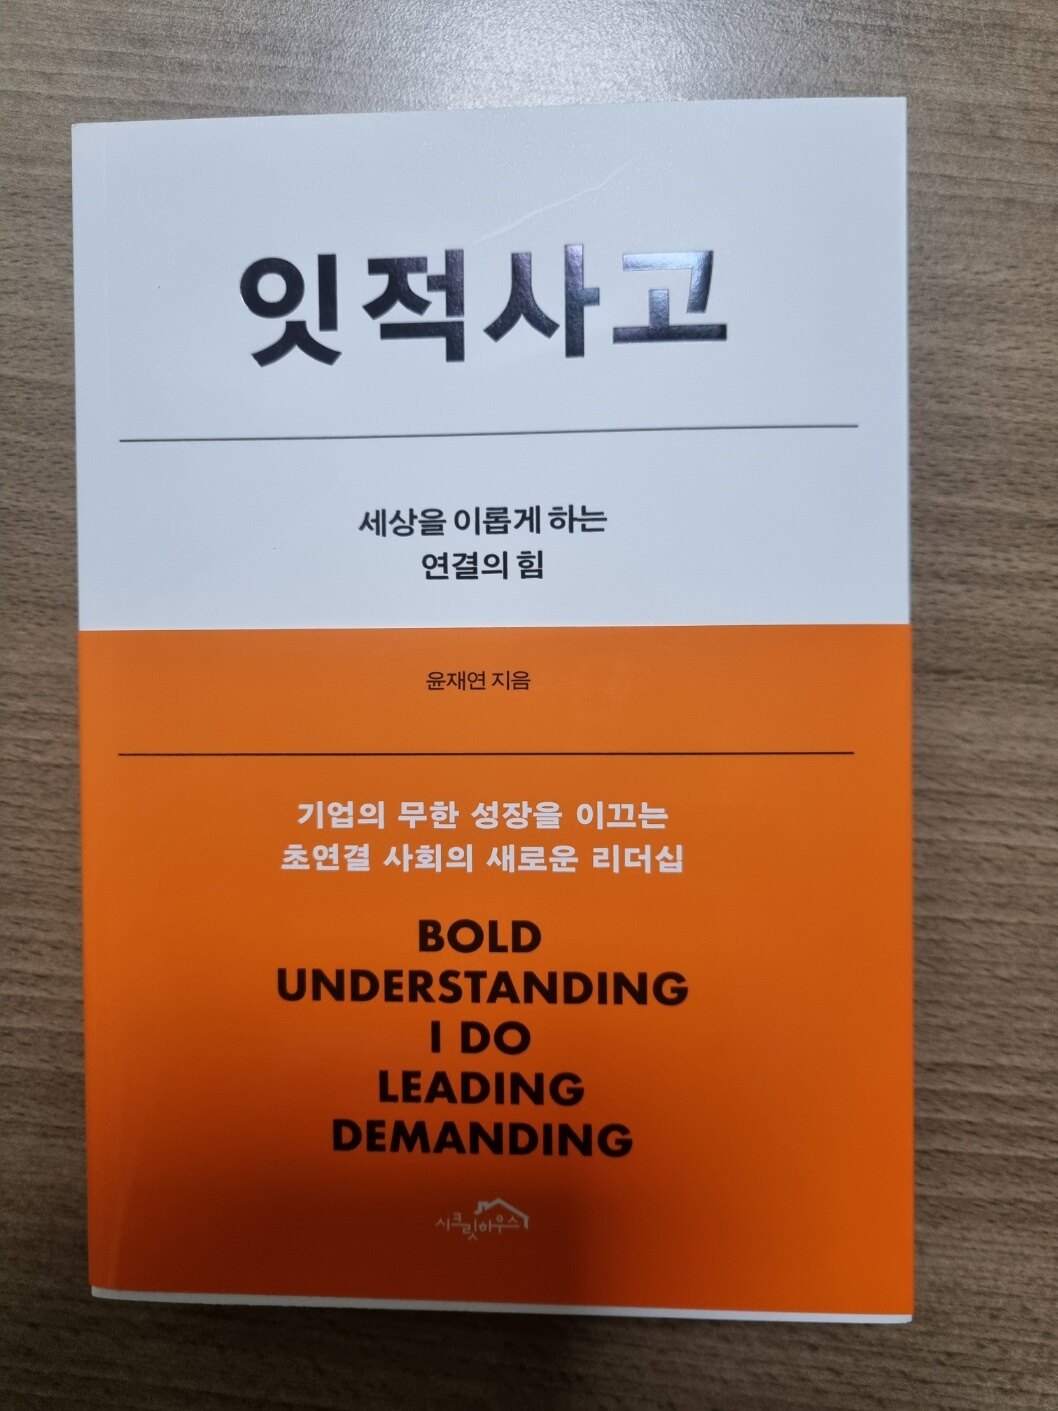 잇적사고
세상을 이롭게 하는
연결의 힘
윤재연 지음
기업의 무한 성장을 이끄는
초연결 사회의 새로운 리더십
BOLD
UNDERSTANDING
I DO
LEADING
DEMANDING
시크릿하우스